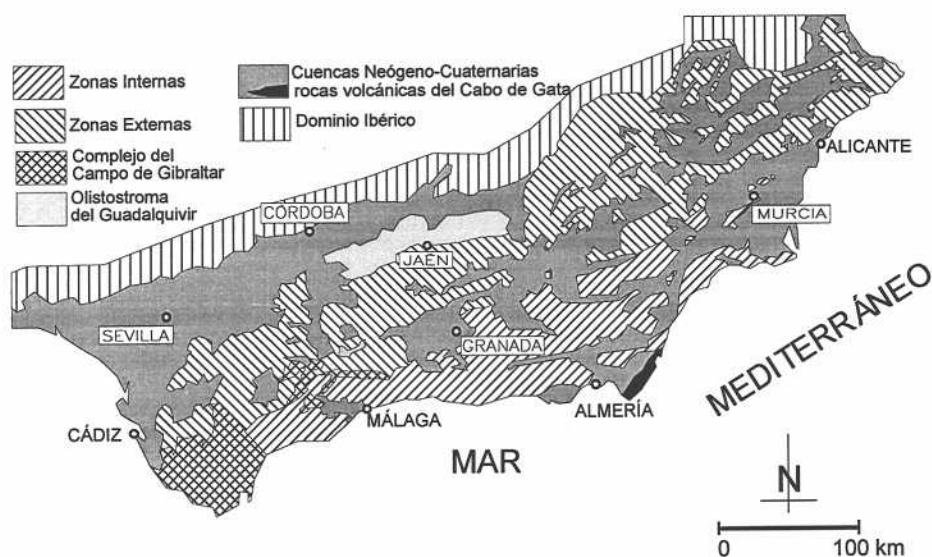 Zonas Internas
Zonas Externas
Complejo del
Campo de Gibraltar
Olistostroma
del Guadalquivir
Cuencas Neógeno-Cuaternarias
rocas volcánicas del Cabo de Gata
Dominio Ibérico
CÓRDOBA
JAÉN
SEVILLA
GRANADA
CÁDIZ
MÁLAGA
ALMERÍA
MURCIA
ALICANTE
MAR
MEDITERRÁNEO
N
0 100 km